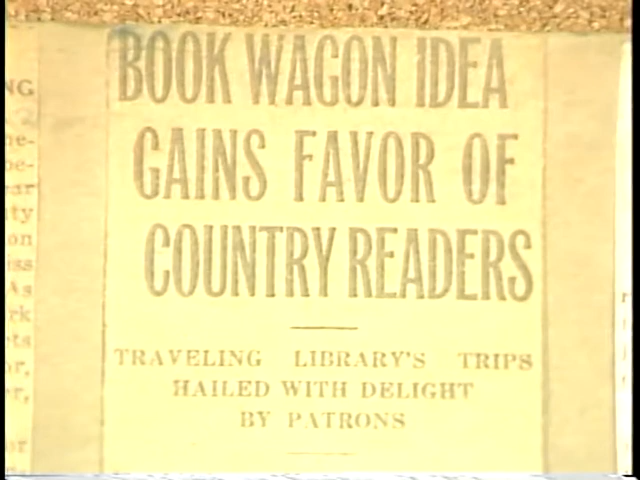 BOOK WAGON IDEA
GAINS FAVOR OF
COUNTRY READERS
TRAVELING LIBRARY'S TRIPS
HAILED WITH DELIGHT
BY PATRONS